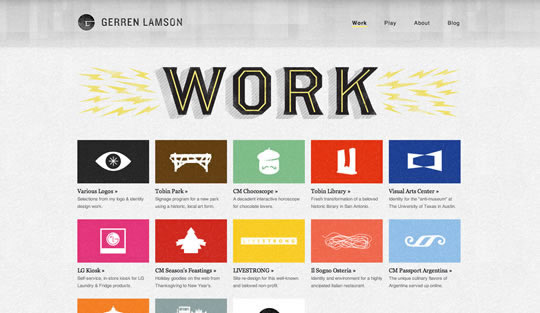 GERREN LAMSON
Work Play About Blog
WORK
Various Logos »
Selections from my logo & identity
design work.
Tobin Park »
Signage program for a new park
using a historic, local art form.
CM Chocoscope »
A decadent interactive horoscope
for chocolate lovers.
Tobin Library »
Fresh transformation of a beloved
historic library in San Antonio.
Visual Arts Center »
Identity for the "anti-museum" at
The University of Texas in Austin.
LIVESTRONG
LG Kiosk »
Self-service, in-store kiosk for LG
Laundry & Fridge products.
CM Season's Feastings »
Holiday goodies on the web from
Thanksgiving to New Year's.
LIVESTRONG »
Site re-design for this well-known
and tailored non-profit.
Il Sogno Osteria »
Identity and environment for a highly
anticipated Italian restaurant.
CM Passport Argentina »
The unique culinary flavors of
Argentina served up online.